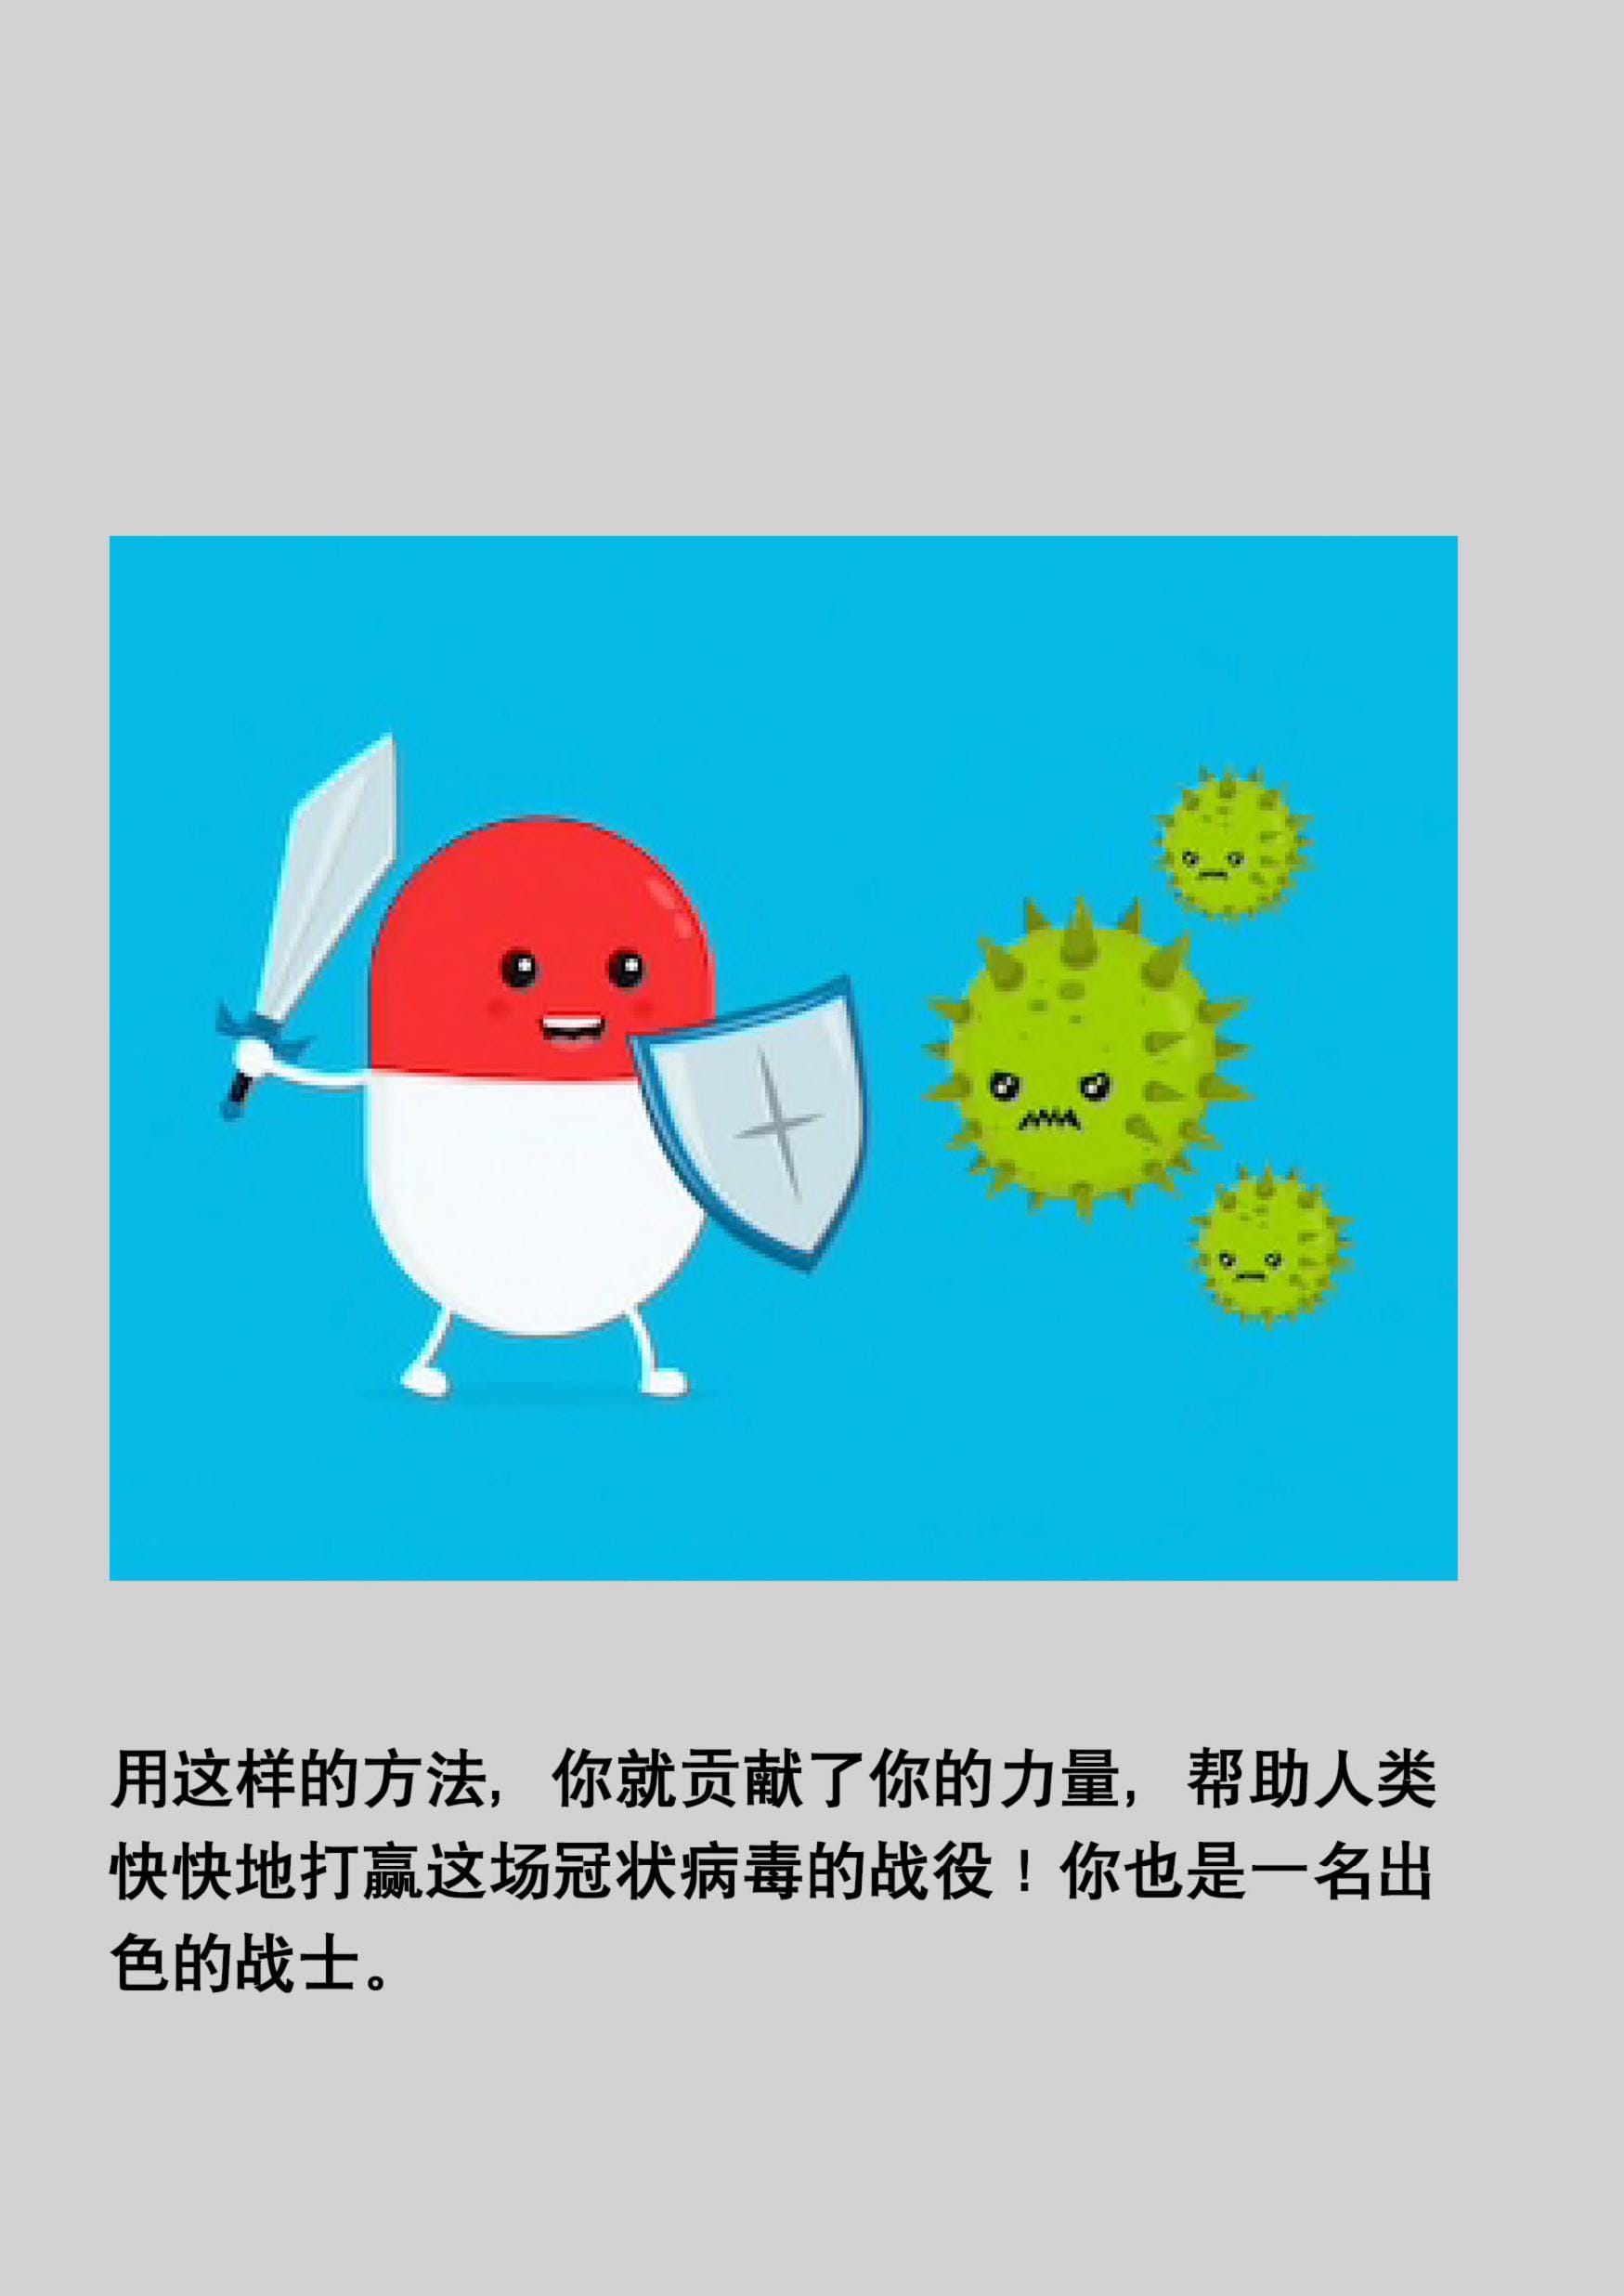 用这样的方法，你就贡献了你的力量，帮助人类
快快地打赢这场冠状病毒的战役！你也是一名出
色的战士。